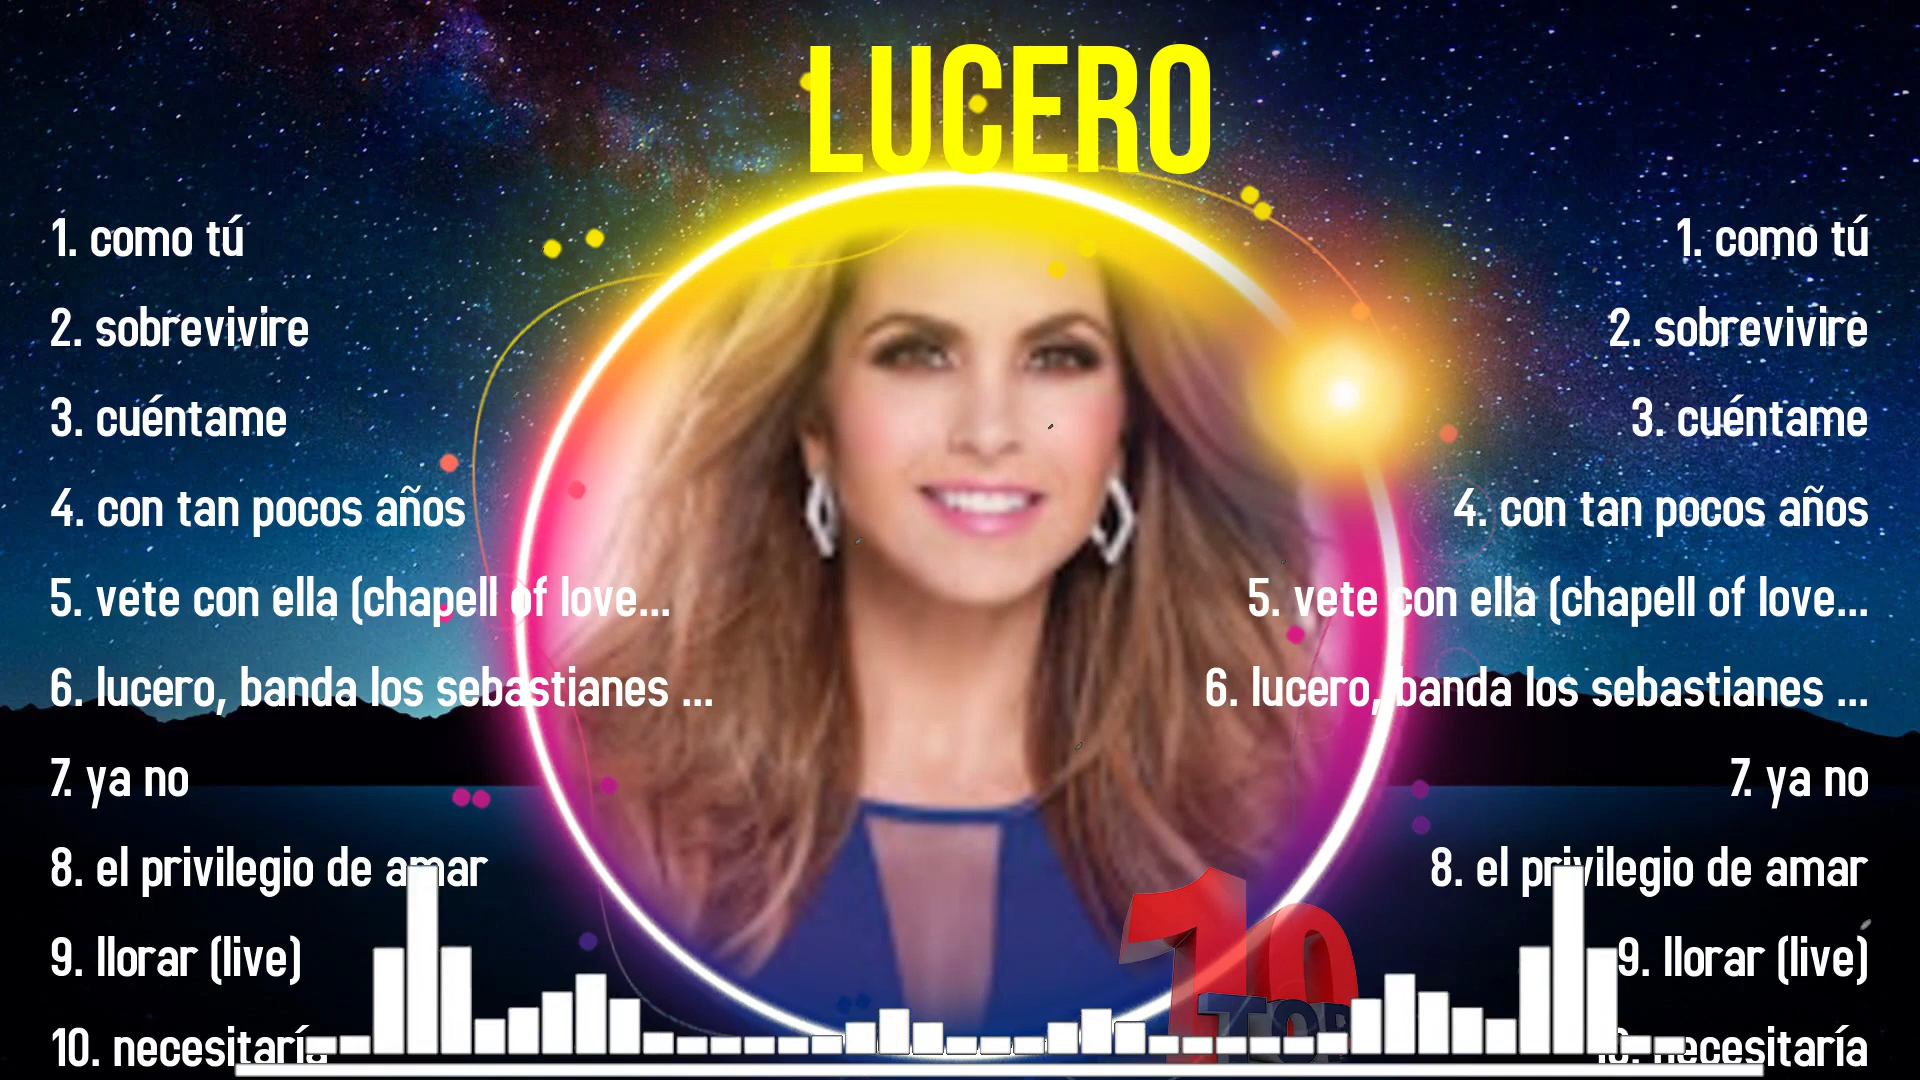 LUCERO
1. como tú
2. sobrevivire
3. cuéntame
4. con tan pocos años
5. vete con ella (chapell of love...
6. lucero, banda los sebastianes ...
7. ya no
8. el privilegio de amar
9. llorar (live)
10. necesitaría
1. como tú
2. sobrevivire
3. cuéntame
4. con tan pocos años
5. vete con ella (chapell of love...
6. lucero, banda los sebastianes ...
7. ya no
8. el privilegio de amar
9. llorar (live)
10. necesitaría
10
TOP